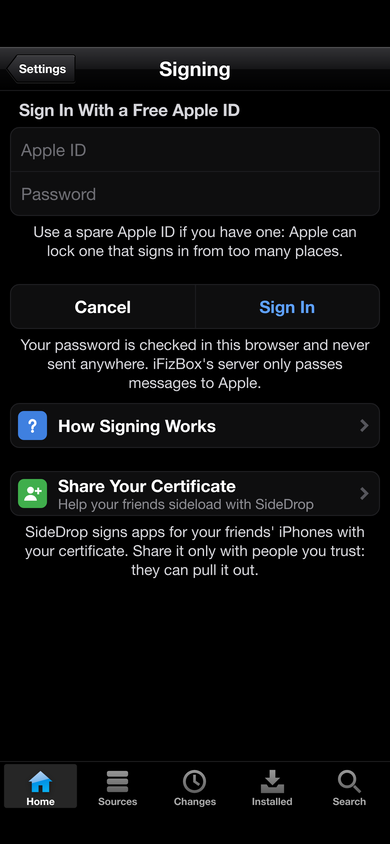 Settings
Signing
Sign In With a Free Apple ID
Apple ID
Password
Use a spare Apple ID if you have one: Apple can
lock one that signs in from too many places.
Cancel
Sign In
Your password is checked in this browser and never
sent anywhere. iFizBox's server only passes
messages to Apple.
?
How Signing Works
Share Your Certificate
Help your friends sideload with SideDrop
SideDrop signs apps for your friends' iPhones with
your certificate. Share it only with people you trust:
they can pull it out.
Home
Sources
Changes
Installed
Search